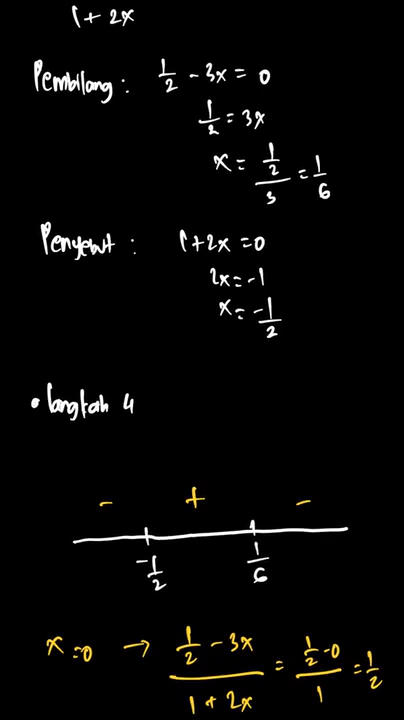 1 + 2x
Pembilang : 1/2 - 3x = 0
1/2 = 3x
x = (1/2)/3 = 1/6
Penyebut : 1 + 2x = 0
2x = -1
x = -1/2
• langkah 4
- + -
-1/2 1/6
x = 0 → (1/2 - 3x)/(1 + 2x) = (1/2 - 0)/1 = 1/2